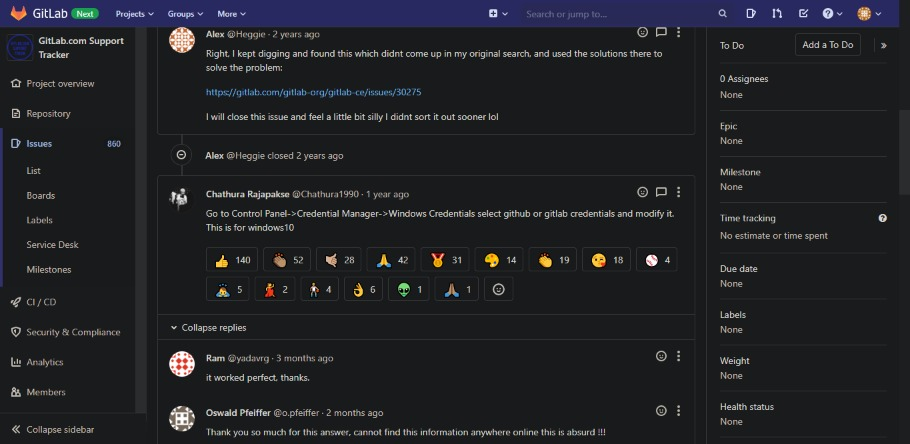 GitLab Next Projects Groups More Search or jump to...
GitLab.com Support
Tracker
Project overview
Repository
Issues 860
List
Boards
Labels
Service Desk
Milestones
CI / CD
Security & Compliance
Analytics
Members
Collapse sidebar
Alex @Heggie · 2 years ago
Right, I kept digging and found this which didnt come up in my original search, and used the solutions there to
solve the problem:
https://gitlab.com/gitlab-org/gitlab-ce/issues/30275
I will close this issue and feel a little bit silly I didnt sort it out sooner lol
Alex @Heggie closed 2 years ago
Chathura Rajapakse @Chathura1990 · 1 year ago
Go to Control Panel->Credential Manager->Windows Credentials select github or gitlab credentials and modify it.
This is for windows10
140 52 28 42 31 14 19 18 4
5 2 4 6 1 1
Collapse replies
Ram @yadavrg · 3 months ago
it worked perfect, thanks.
Oswald Pfeiffer @o.pfeiffer · 2 months ago
Thank you so much for this answer, cannot find this information anywhere online this is absurd !!!
To Do Add a To Do
0 Assignees
None
Epic
None
Milestone
None
Time tracking
No estimate or time spent
Due date
None
Labels
None
Weight
None
Health status
None